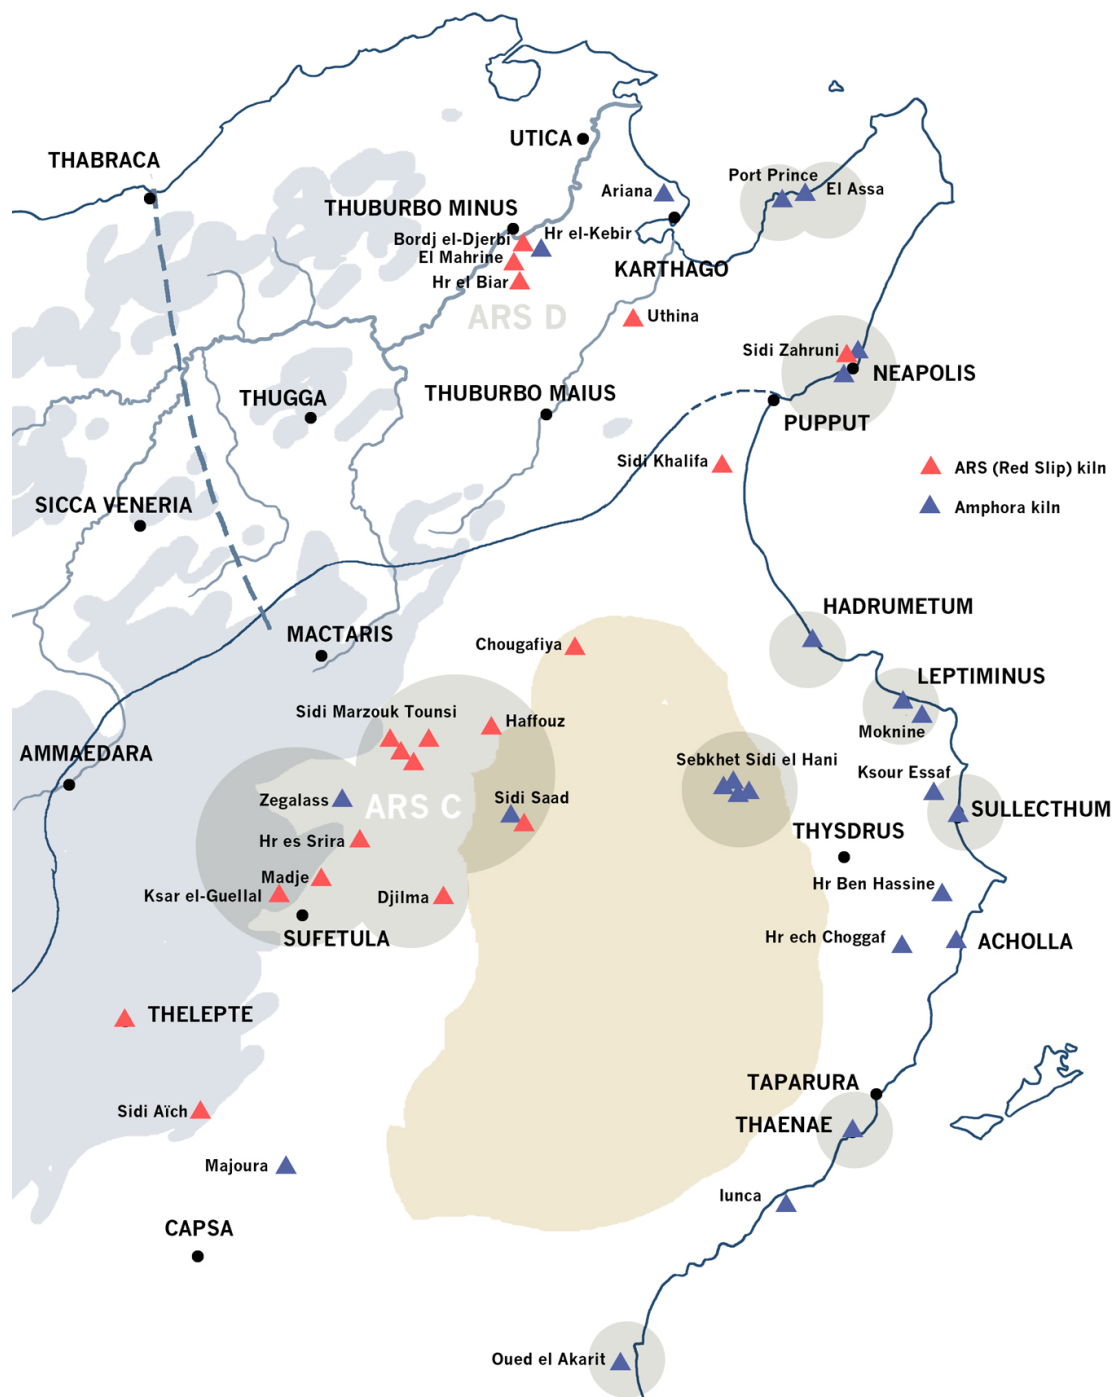 UTICA
THABRACA
Port Prince
El Assa
Ariana
THUBURBO MINUS
Hr el-Kebir
Bordj el-Djerbi
El Mahrine
KARTHAGO
Hr el Biar
ARS D
Uthina
Sidi Zahruni
NEAPOLIS
THUGGA
THUBURBO MAIUS
PUPPUT
Sidi Khalifa
ARS (Red Slip) kiln
SICCA VENERIA
Amphora kiln
HADRUMETUM
MACTARIS
Chougafiya
LEPTIMINUS
Sidi Marzouk Tounsi
Haffouz
Moknine
AMMAEDARA
Sebkhet Sidi el Hani
Ksour Essaf
Zegalass
ARS C
Sidi Saad
SULLECTHUM
THYSDRUS
Hr es Srira
Madje
Hr Ben Hassine
Ksar el-Guellal
Djilma
SUFETULA
Hr ech Choggaf
ACHOLLA
THELEPTE
TAPARURA
Sidi Aïch
THAENAE
Majoura
Iunca
CAPSA
Oued el Akarit